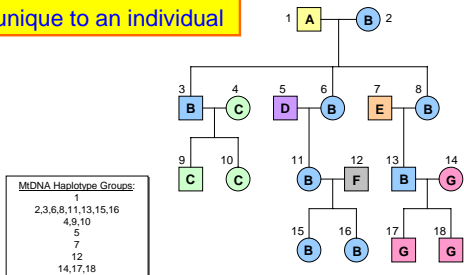 unique to an individual
1 A B 2
3 4 5 6 7 8
B C D B E B
9 10 11 12 13 14
C C B F B G
15 16 17 18
B B G G
MtDNA Haplotype Groups:
1
2,3,6,8,11,13,15,16
4,9,10
5
7
12
14,17,18